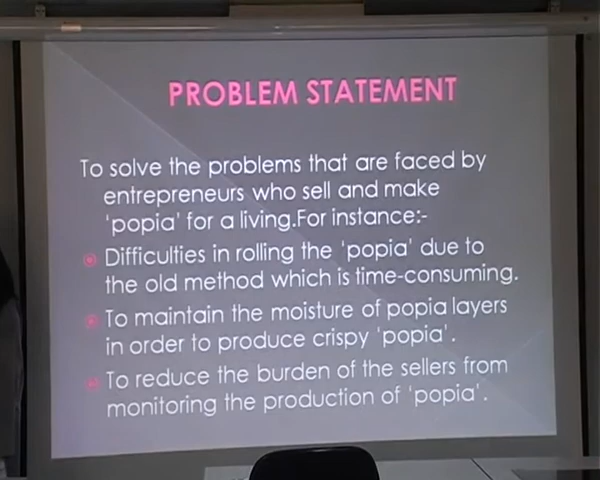 PROBLEM STATEMENT
To solve the problems that are faced by
entrepreneurs who sell and make
'popia' for a living.For instance:-
Difficulties in rolling the 'popia' due to
the old method which is time-consuming.
To maintain the moisture of popia layers
in order to produce crispy 'popia'.
To reduce the burden of the sellers from
monitoring the production of 'popia'.